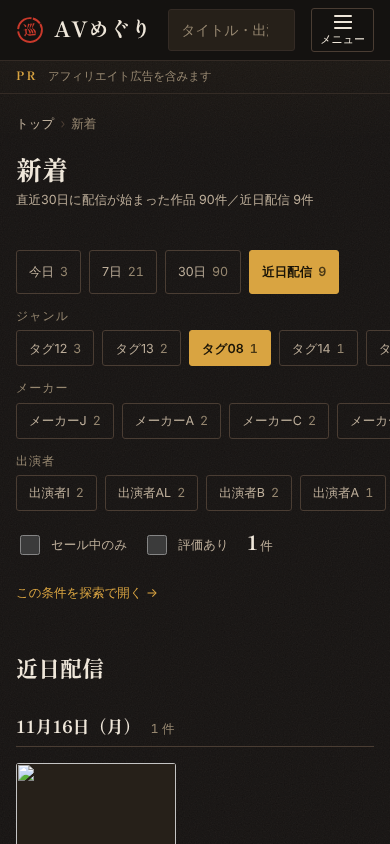 巡 AVめぐり タイトル・出 メニュー
PR アフィリエイト広告を含みます
トップ › 新着
新着
直近30日に配信が始まった作品 90件／近日配信 9件
今日 3 7日 21 30日 90 近日配信 9
ジャンル
タグ12 3 タグ13 2 タグ08 1 タグ14 1 タ
メーカー
メーカーJ 2 メーカーA 2 メーカーC 2 メーカ
出演者
出演者I 2 出演者AL 2 出演者B 2 出演者A 1
セール中のみ 評価あり 1件
この条件を探索で開く →
近日配信
11月16日（月） 1 件